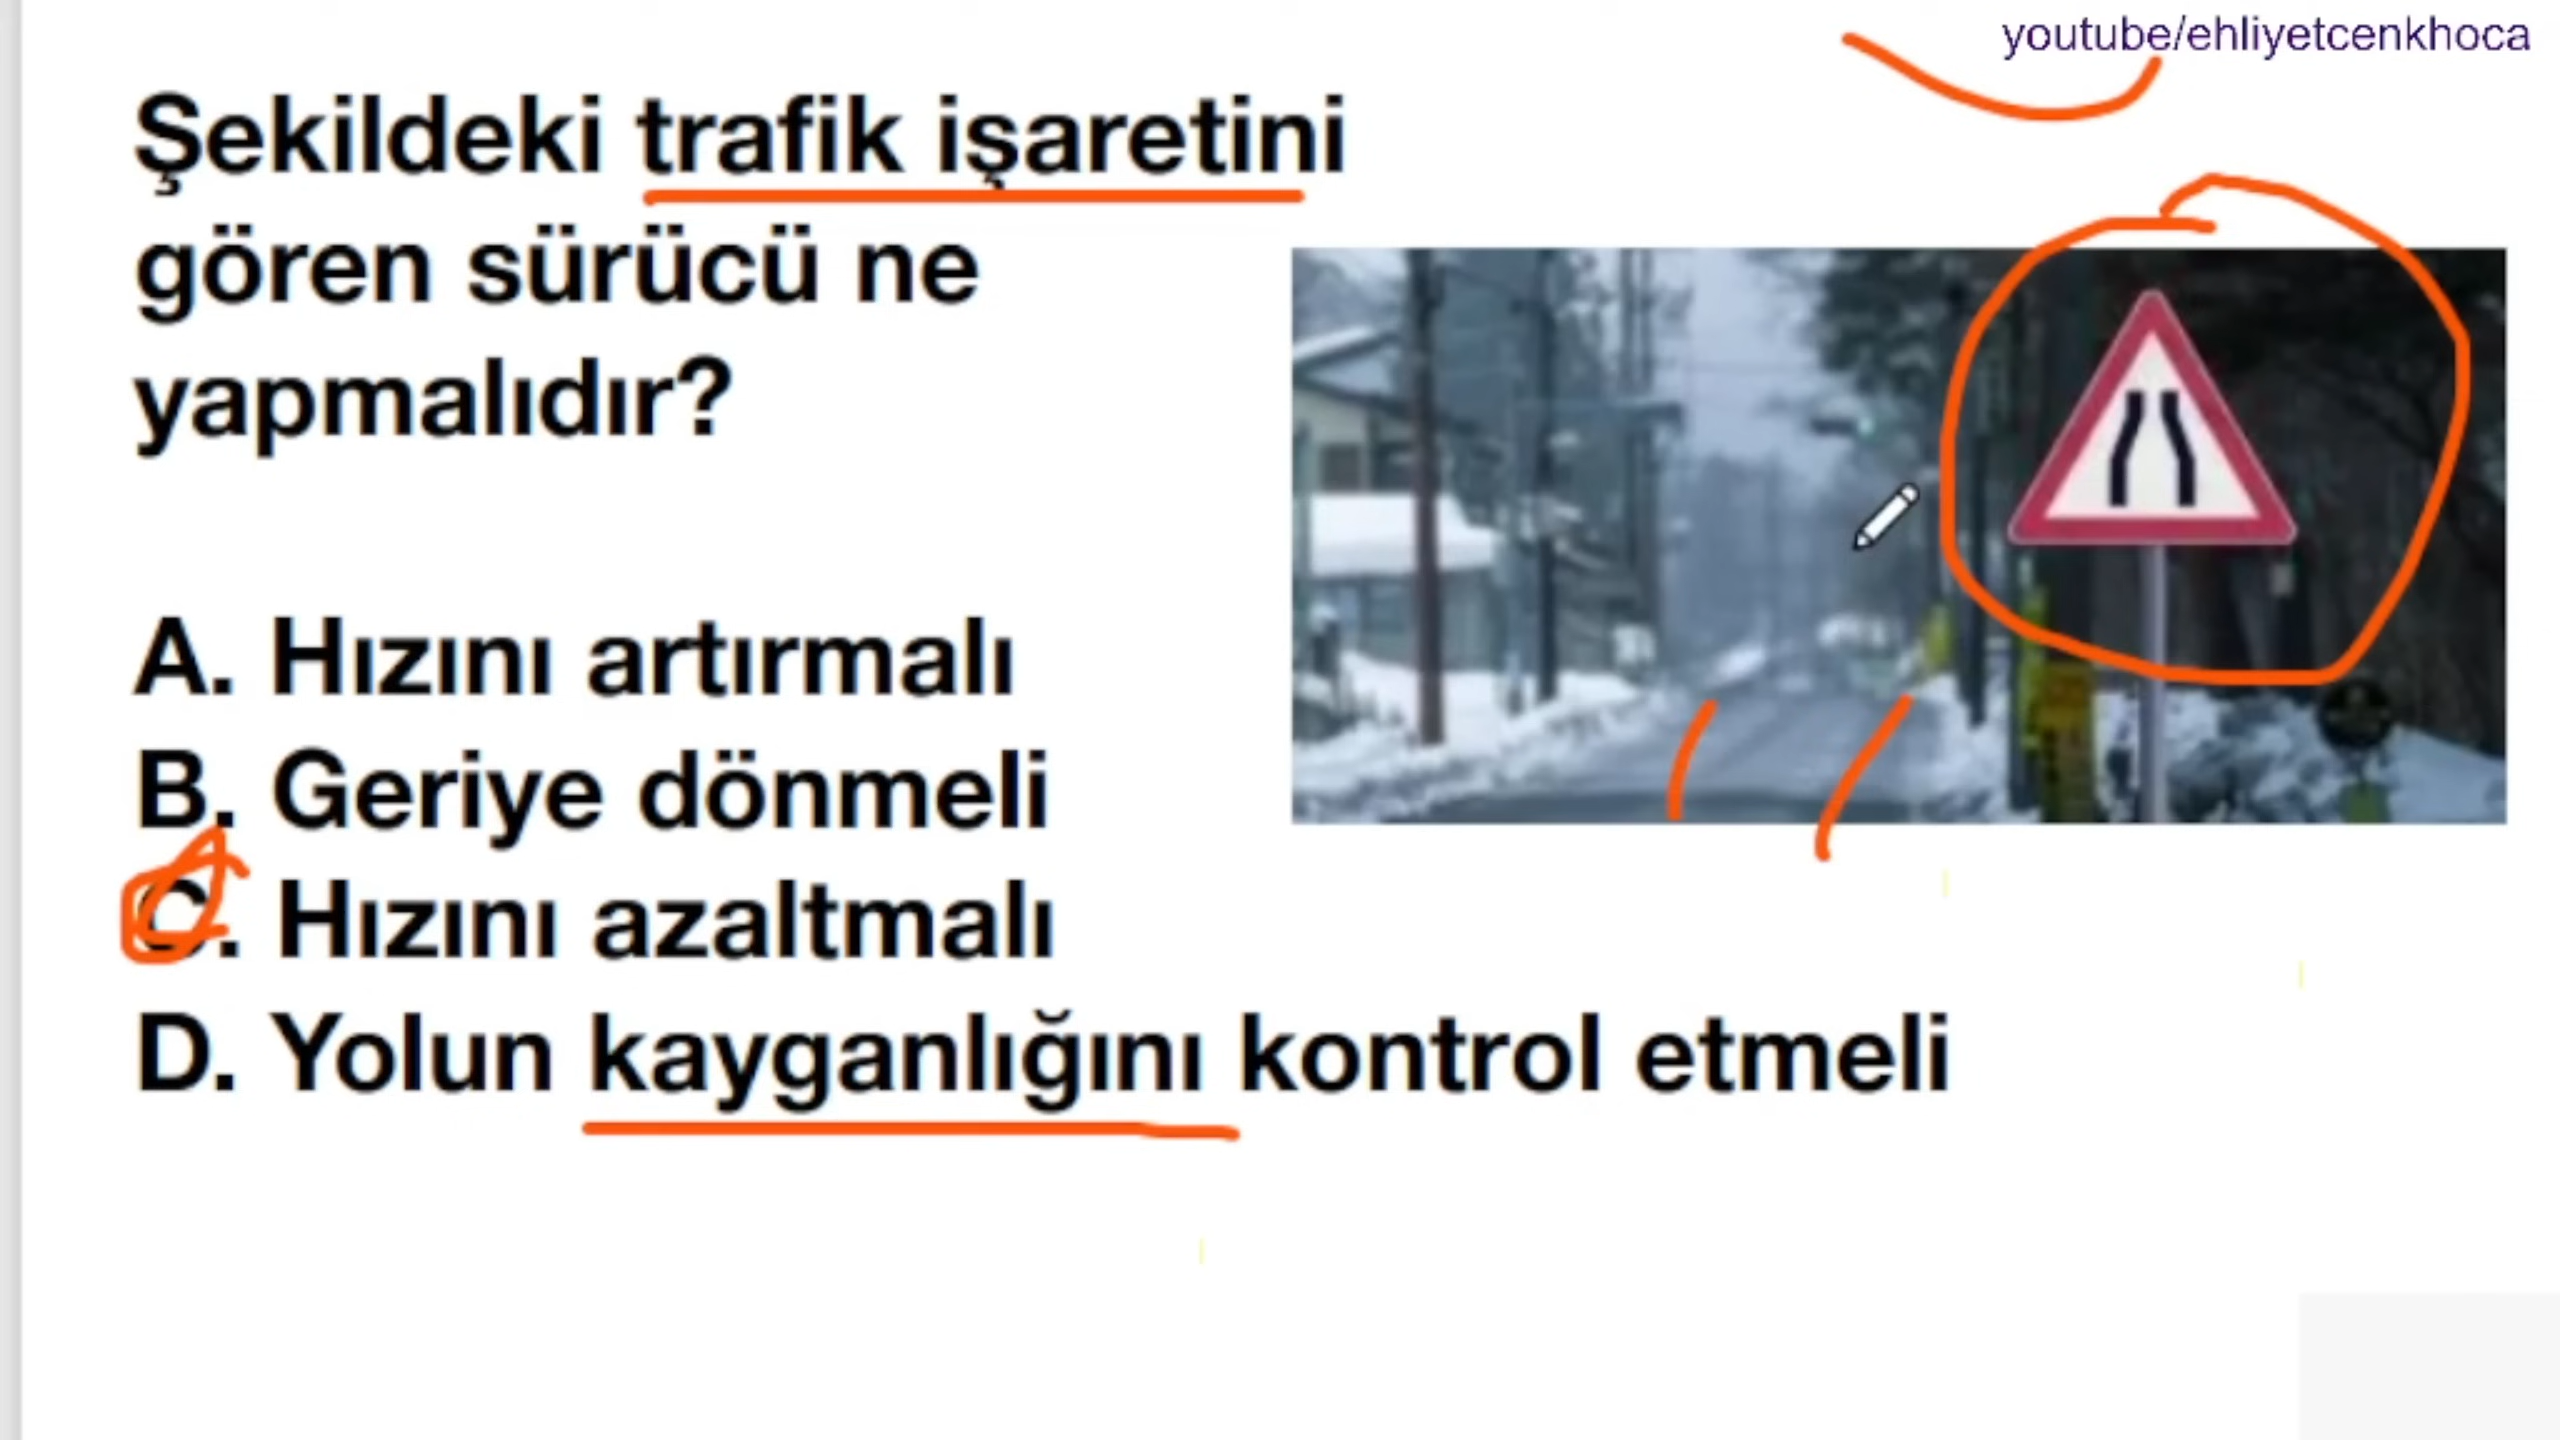 youtube/ehliyetcenkhoca
Şekildeki trafik işaretini
gören sürücü ne
yapmalıdır?
A. Hızını artırmalı
B. Geriye dönmeli
C. Hızını azaltmalı
D. Yolun kayganlığını kontrol etmeli